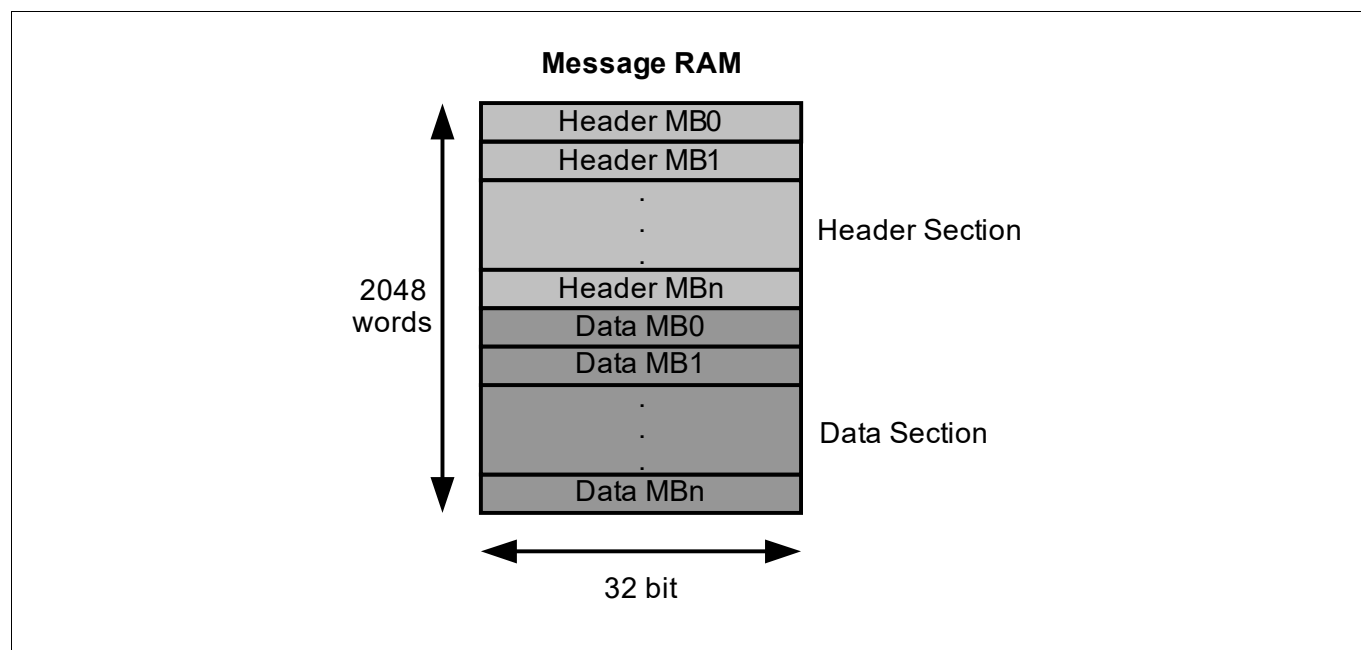 Message RAM
Header MB0
Header MB1
.
.
.
Header Section
Header MBn
2048
words
Data MB0
Data MB1
.
.
.
Data Section
Data MBn
32 bit